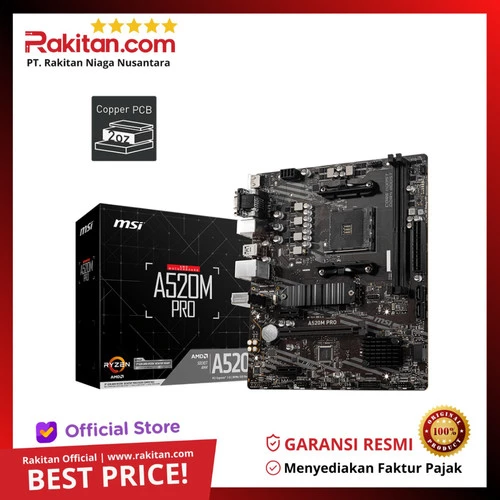 Rakitan.com
PT. Rakitan Niaga Nusantara
Copper PCB
2oz
msi
A520M
PRO
RYZEN
AMD
AMD
A520
A520M PRO
Official Store
GARANSI RESMI
Menyediakan Faktur Pajak
ORIGINAL
100%
PRODUCT
Rakitan Official | www.rakitan.com
BEST PRICE!